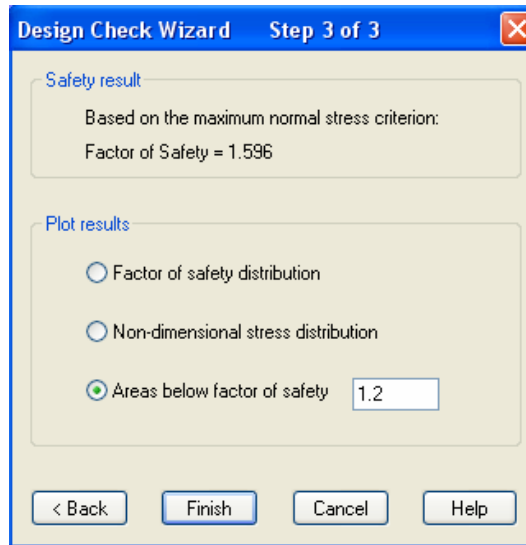 Design Check Wizard Step 3 of 3
Safety result
Based on the maximum normal stress criterion:
Factor of Safety = 1.596
Plot results
Factor of safety distribution
Non-dimensional stress distribution
Areas below factor of safety 1.2
< Back Finish Cancel Help